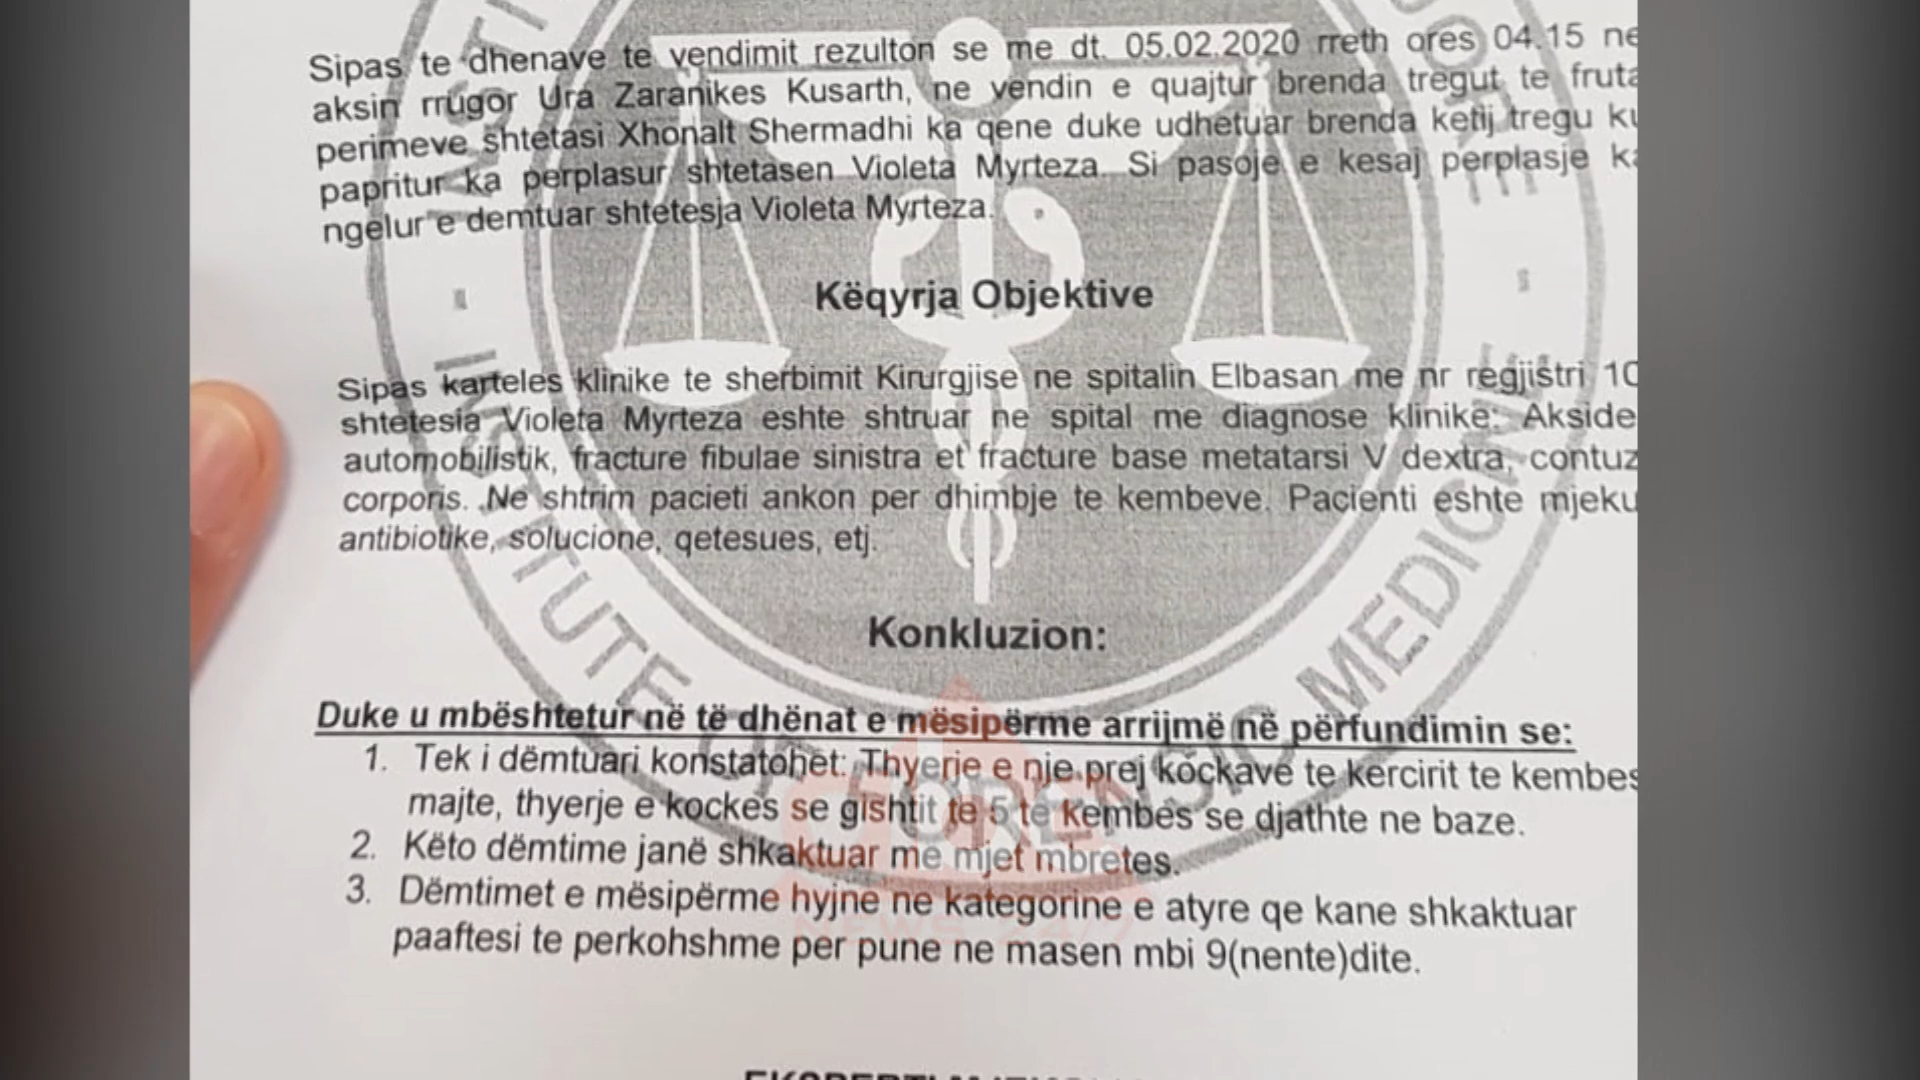 Sipas te dhenave te vendimit rezulton se me dt. 05.02.2020 rreth ores 04.15 ne
aksin rrugor Ura Zaranikes Kusarth, ne vendin e quajtur brenda tregut te fruta
perimeve shtetasi Xhonalt Shermadhi ka qene duke udhetuar brenda ketij tregu ku
papritur ka perplasur shtetasen Violeta Myrteza. Si pasoje e kesaj perplasje ka
ngelur e demtuar shtetesja Violeta Myrteza.
Këqyrja Objektive
Sipas karteles klinike te sherbimit Kirurgjise ne spitalin Elbasan me nr regjistri 10
shtetesia Violeta Myrteza eshte shtruar ne spital me diagnose klinike: Akside
automobilistik, fracture fibulae sinistra et fracture base metatarsi V dextra, contuz
corporis. Ne shtrim pacieti ankon per dhimbje te kembeve. Pacienti eshte mjeku
antibiotike, solucione, qetesues, etj.
Konkluzion:
Duke u mbështetur në të dhënat e mësipërme arrijmë në përfundimin se:
1. Tek i dëmtuari konstatohet: Thyerje e nje prej kockave te kercirit te kembes
majte, thyerje e kockes se gishtit te 5 te kembes se djathte ne baze.
2. Këto dëmtime janë shkaktuar me mjet mbretes.
3. Dëmtimet e mësipërme hyjne ne kategorine e atyre qe kane shkaktuar
paaftesi te perkohshme per pune ne masen mbi 9(nente)dite.
INSTITUTE OF FORENSIC MEDICINE
NEWS 24/7